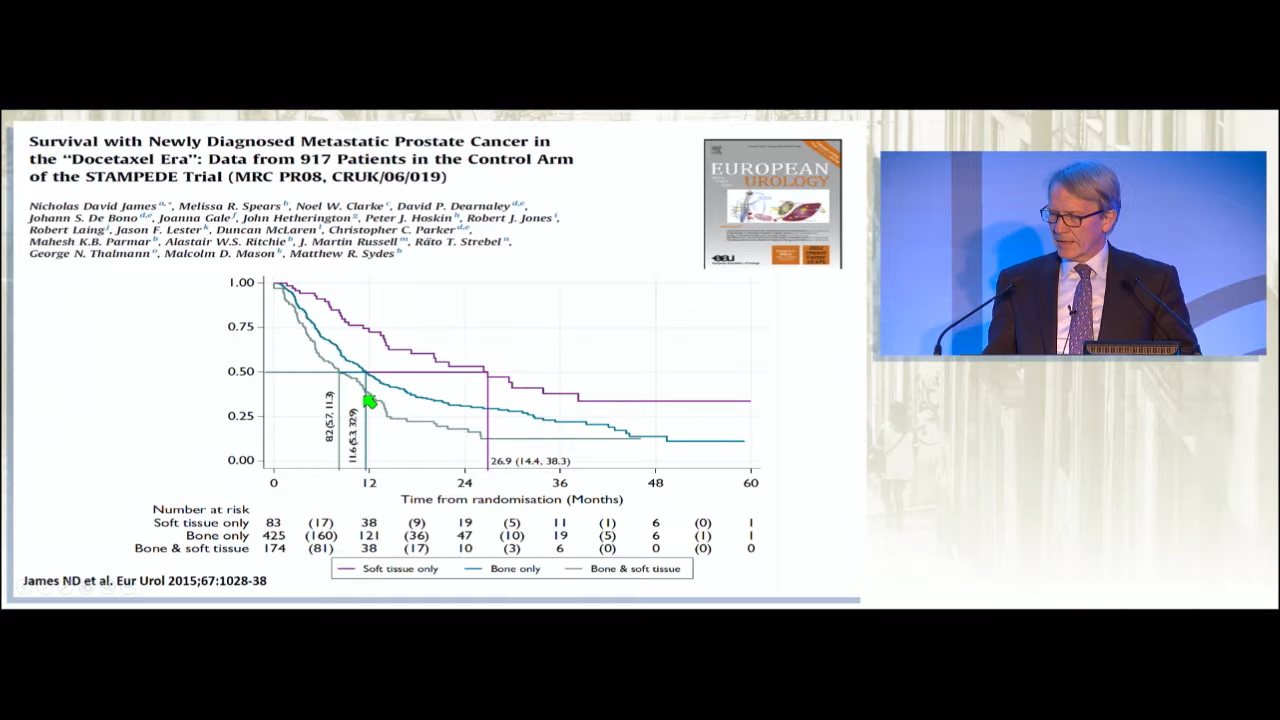 Survival with Newly Diagnosed Metastatic Prostate Cancer in
the “Docetaxel Era”: Data from 917 Patients in the Control Arm
of the STAMPEDE Trial (MRC PR08, CRUK/06/019)
Nicholas David James a,*, Melissa R. Spears b, Noel W. Clarke c, David P. Dearnaley d,e,
Johann S. De Bono d,e, Joanna Gale f, John Hetherington g, Peter J. Hoskin h, Robert J. Jones i,
Robert Laing j, Jason F. Lester k, Duncan McLaren l, Christopher C. Parker d,e,
Mahesh K.B. Parmar b, Alastair W.S. Ritchie b, J. Martin Russell m, Räto T. Strebel n,
George N. Thalmann o, Malcolm D. Mason k, Matthew R. Sydes b
EUROPEAN
UROLOGY
eau
1.00
0.75
0.50
0.25
0.00
8.2 (5.7, 11.3)
11.6 (5.3, 32.9)
26.9 (14.4, 38.3)
0 12 24 36 48 60
Time from randomisation (Months)
Number at risk
Soft tissue only 83 (17) 38 (9) 19 (5) 11 (1) 6 (0) 1
Bone only 425 (160) 121 (36) 47 (10) 19 (5) 6 (1) 1
Bone & soft tissue 174 (81) 38 (17) 10 (3) 6 (0) 0 (0) 0
Soft tissue only Bone only Bone & soft tissue
James ND et al. Eur Urol 2015;67:1028-38